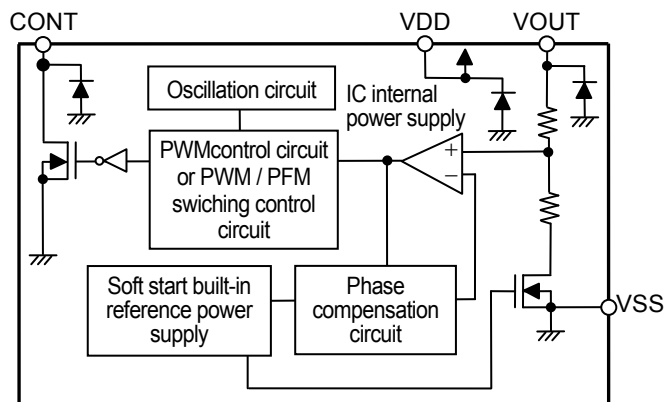 CONT
VDD
VOUT
Oscillation circuit
IC internal
power supply
PWMcontrol circuit
or PWM / PFM
swiching control
circuit
+
−
Soft start built-in
reference power
supply
Phase
compensation
circuit
VSS